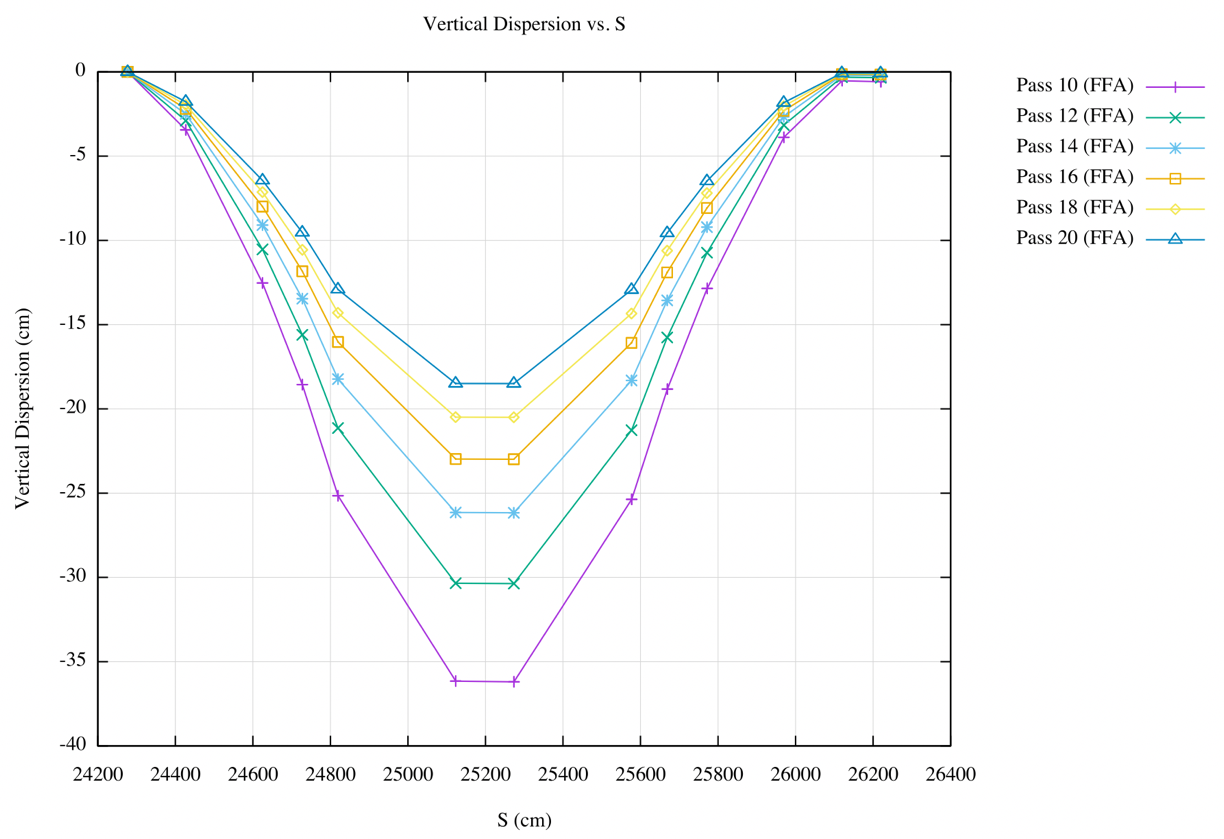 Vertical Dispersion vs. S
0
-5
-10
-15
-20
-25
-30
-35
-40
Vertical Dispersion (cm)
24200 24400 24600 24800 25000 25200 25400 25600 25800 26000 26200 26400
S (cm)
Pass 10 (FFA)
Pass 12 (FFA)
Pass 14 (FFA)
Pass 16 (FFA)
Pass 18 (FFA)
Pass 20 (FFA)